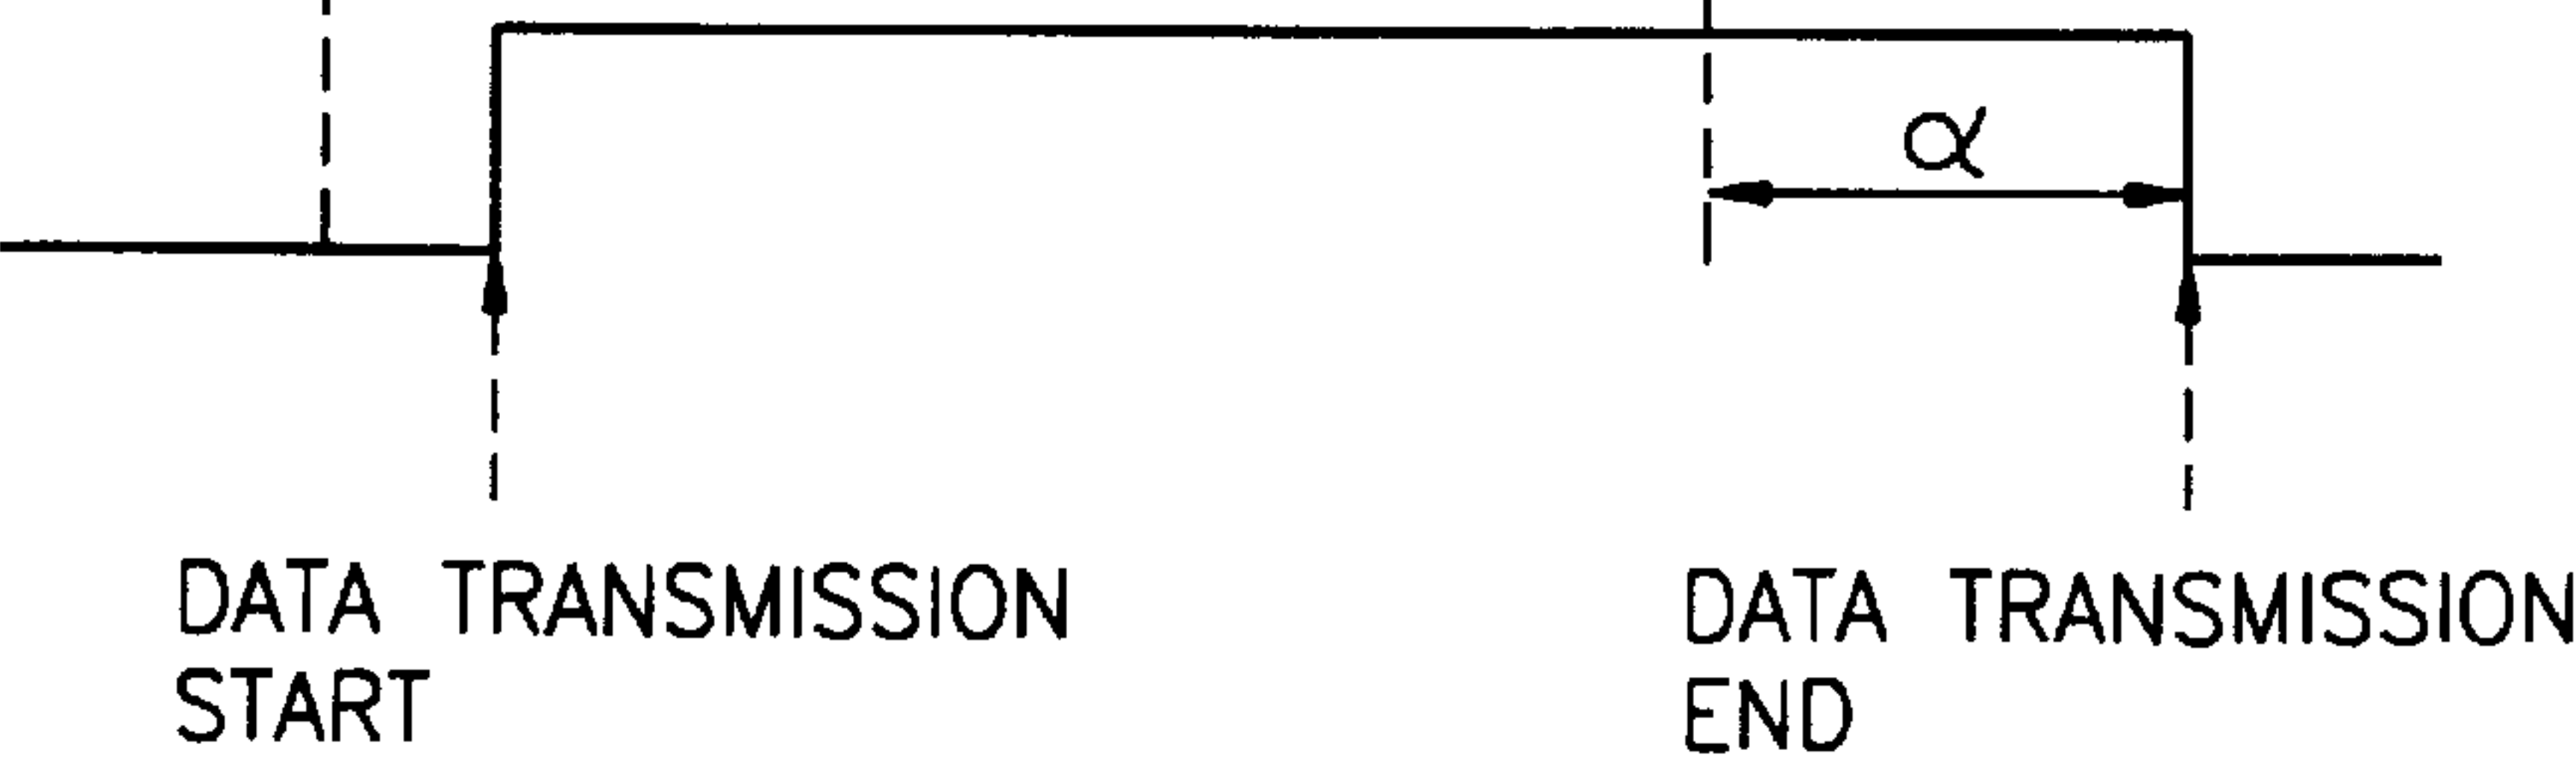 α
DATA TRANSMISSION
START
DATA TRANSMISSION
END